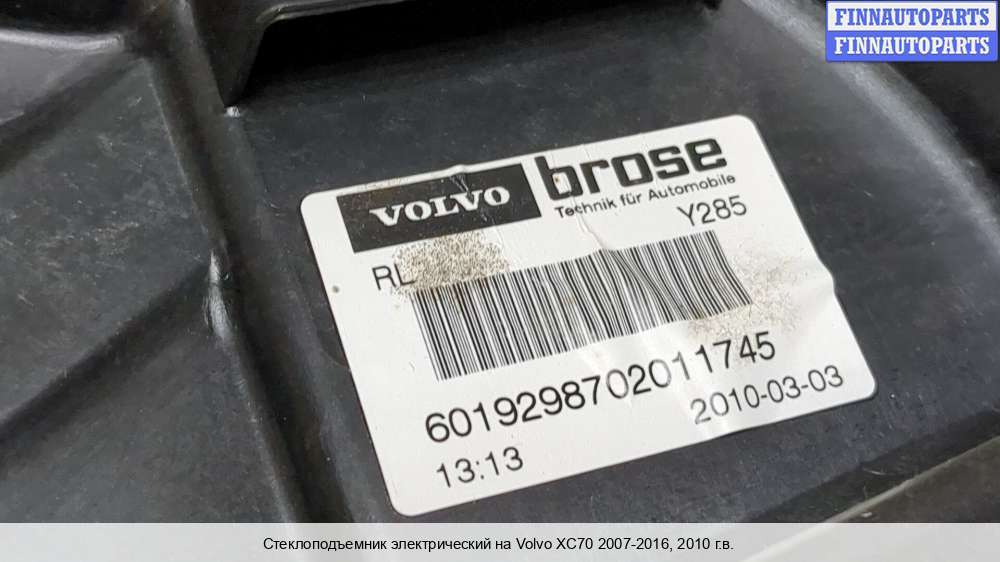 FINNAUTOPARTS
FINNAUTOPARTS
VOLVO
brose
Technik für Automobile
RL
Y285
6019298702011745
13:13
2010-03-03
Стеклоподъемник электрический на Volvo XC70 2007-2016, 2010 г.в.